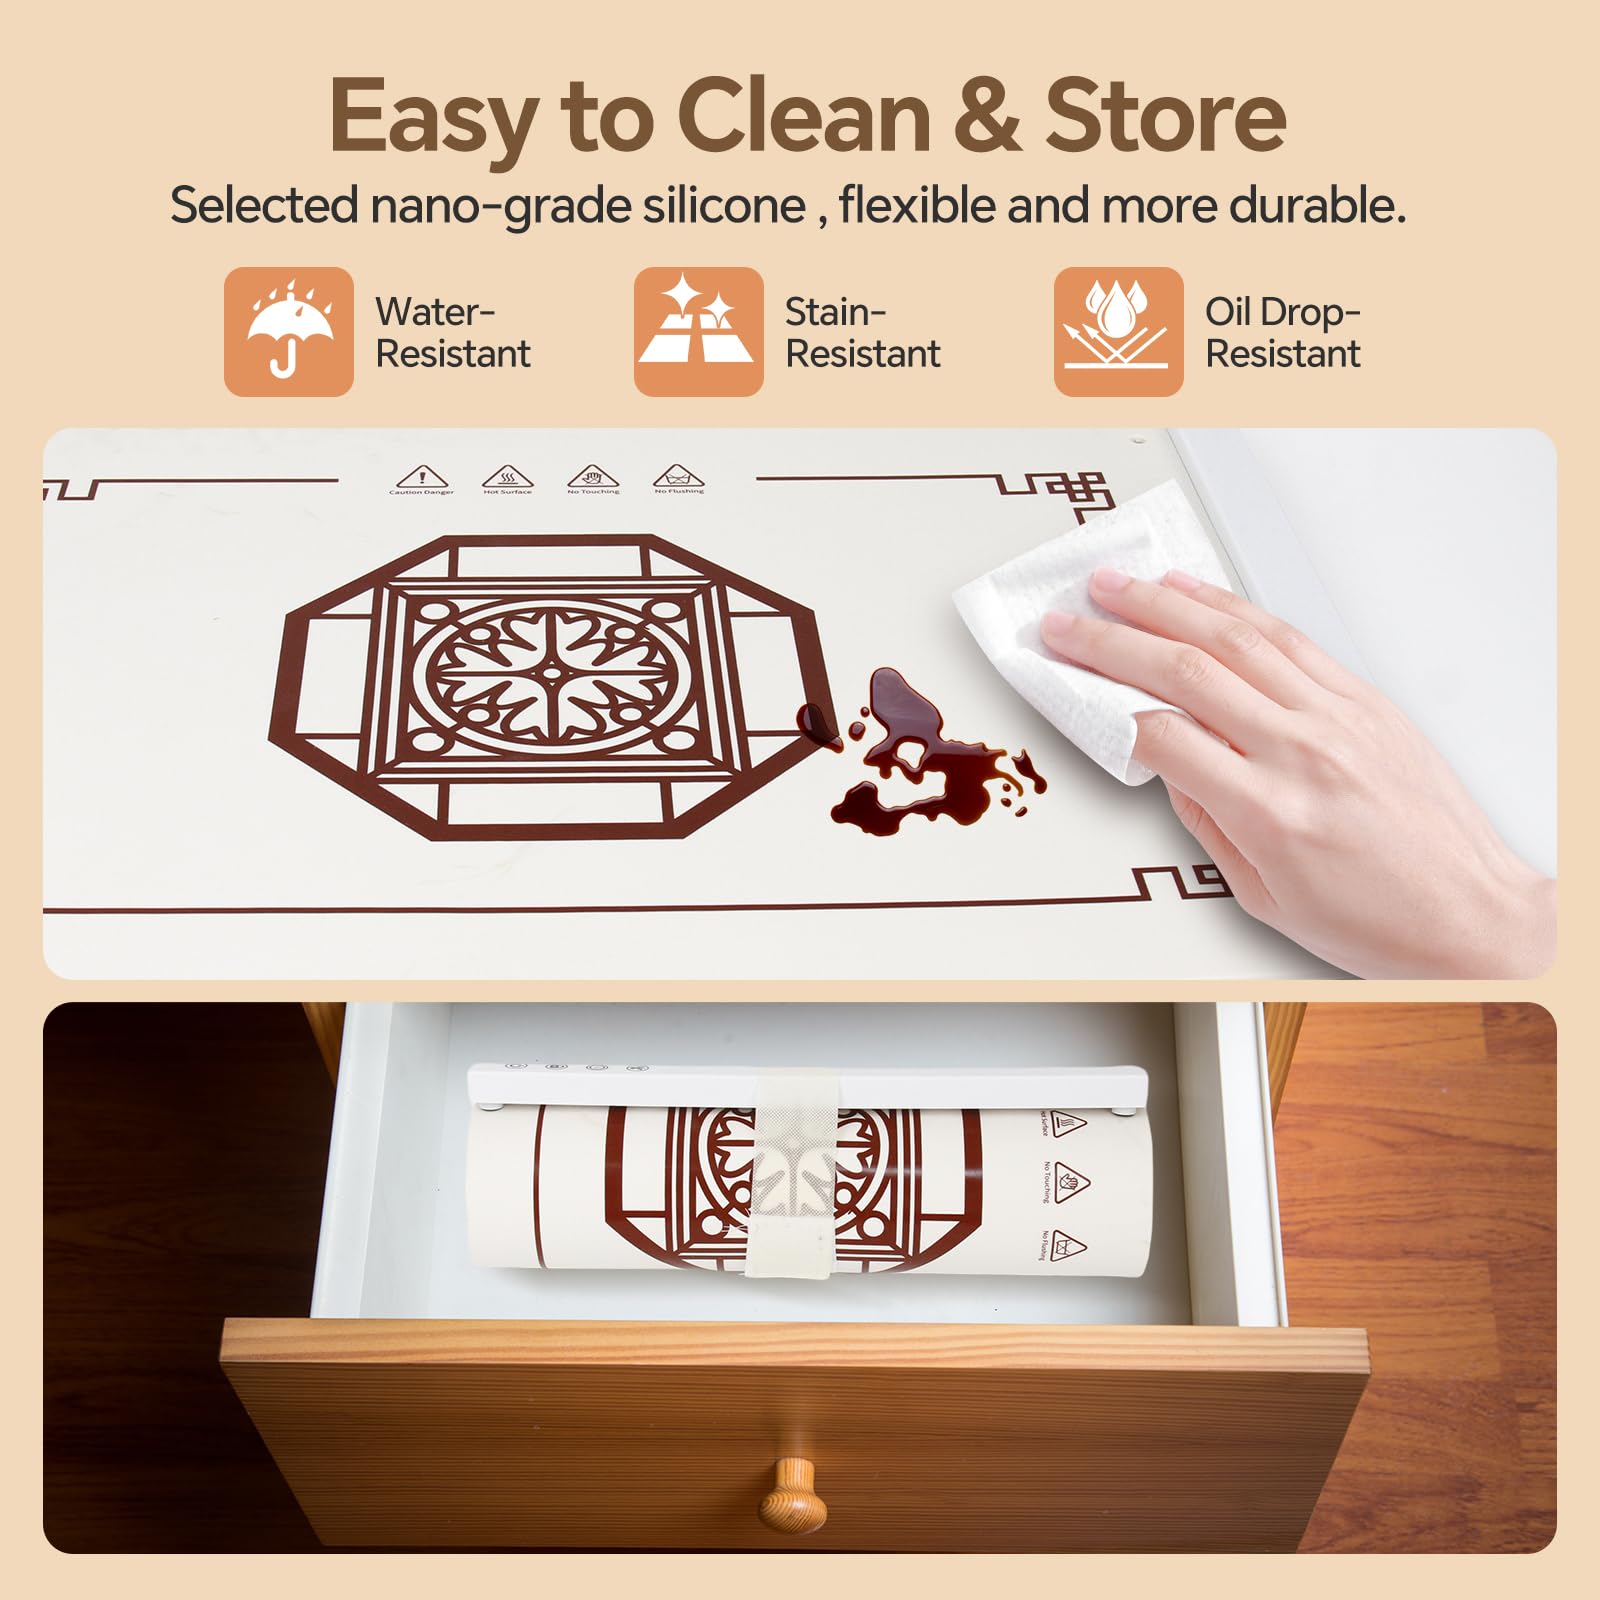 Easy to Clean & Store
Selected nano-grade silicone , flexible and more durable.
Water-
Resistant
Stain-
Resistant
Oil Drop-
Resistant
Caution Danger
Hot Surface
No Touching
No Flushing
Hot Surface
No Touching
No Flushing